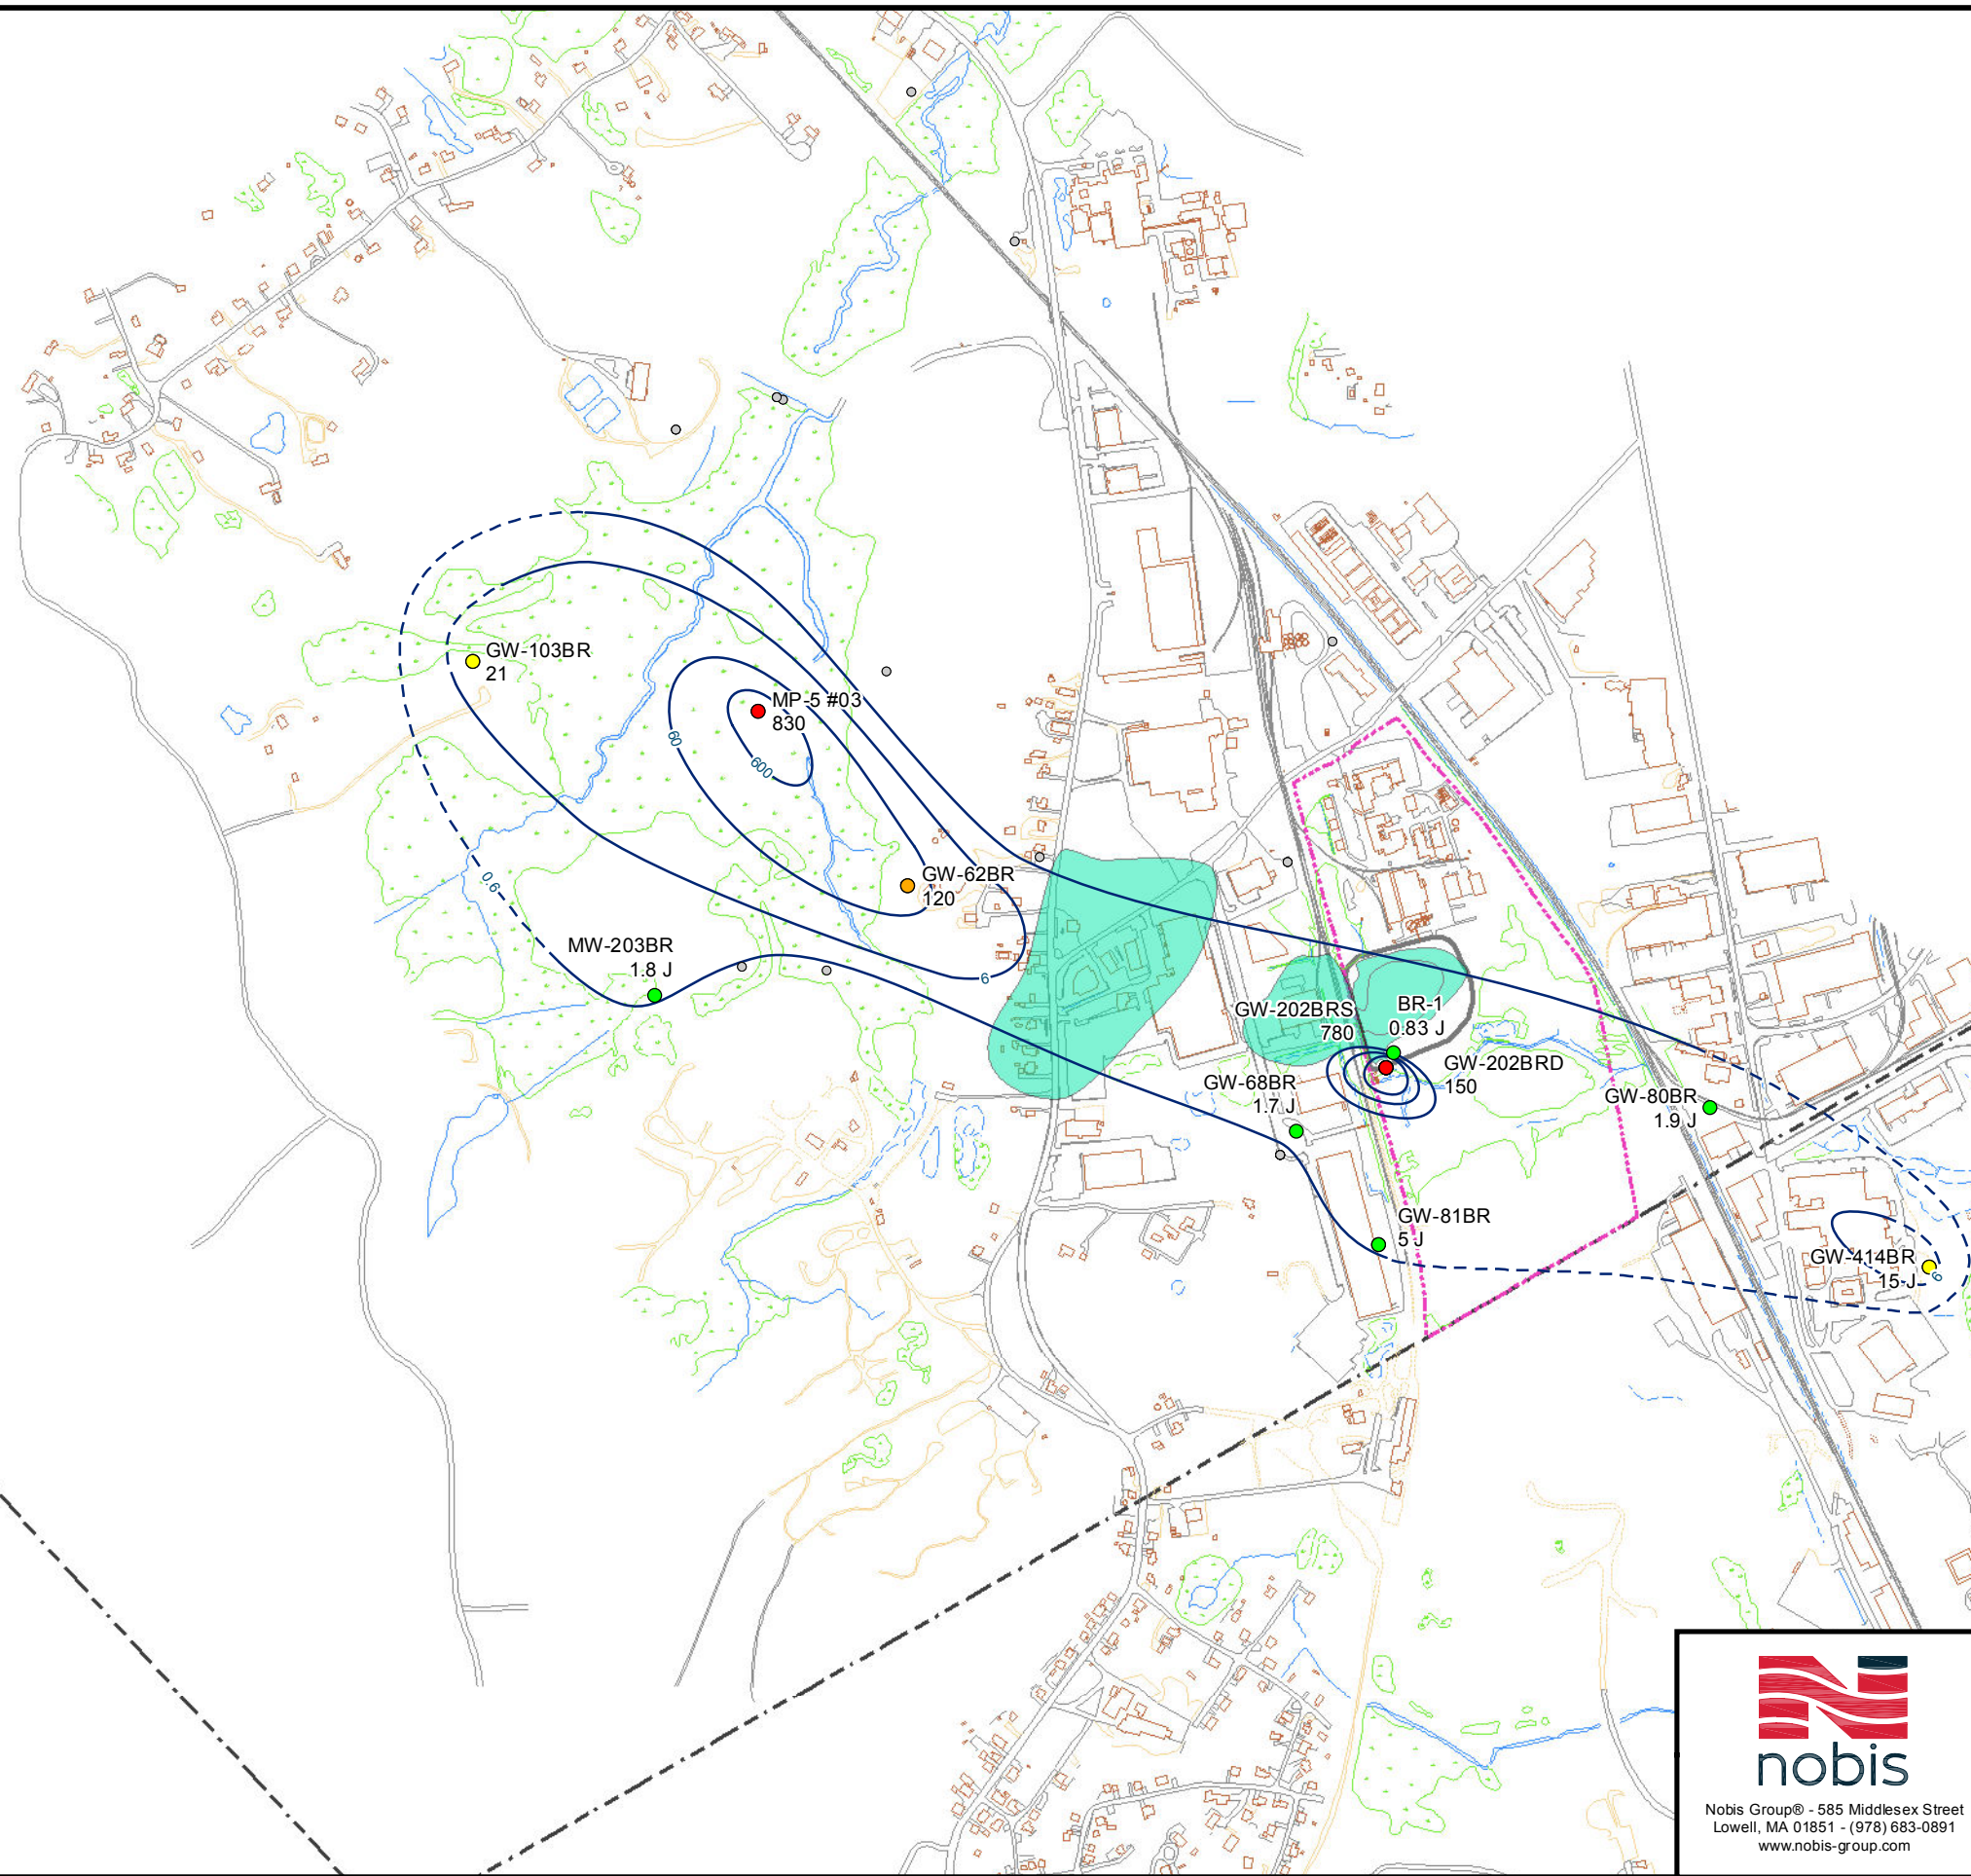 GW-103BR
21
MP-5 #03
830
60
600
0.6
GW-62BR
120
MW-203BR
1.8 J
6
GW-202BRS
780
BR-1
0.83 J
GW-202BRD
150
GW-68BR
1.7 J
GW-80BR
1.9 J
GW-81BR
5 J
GW-414BR
15 J
6
nobis
Nobis Group® - 585 Middlesex Street
Lowell, MA 01851 - (978) 683-0891
www.nobis-group.com